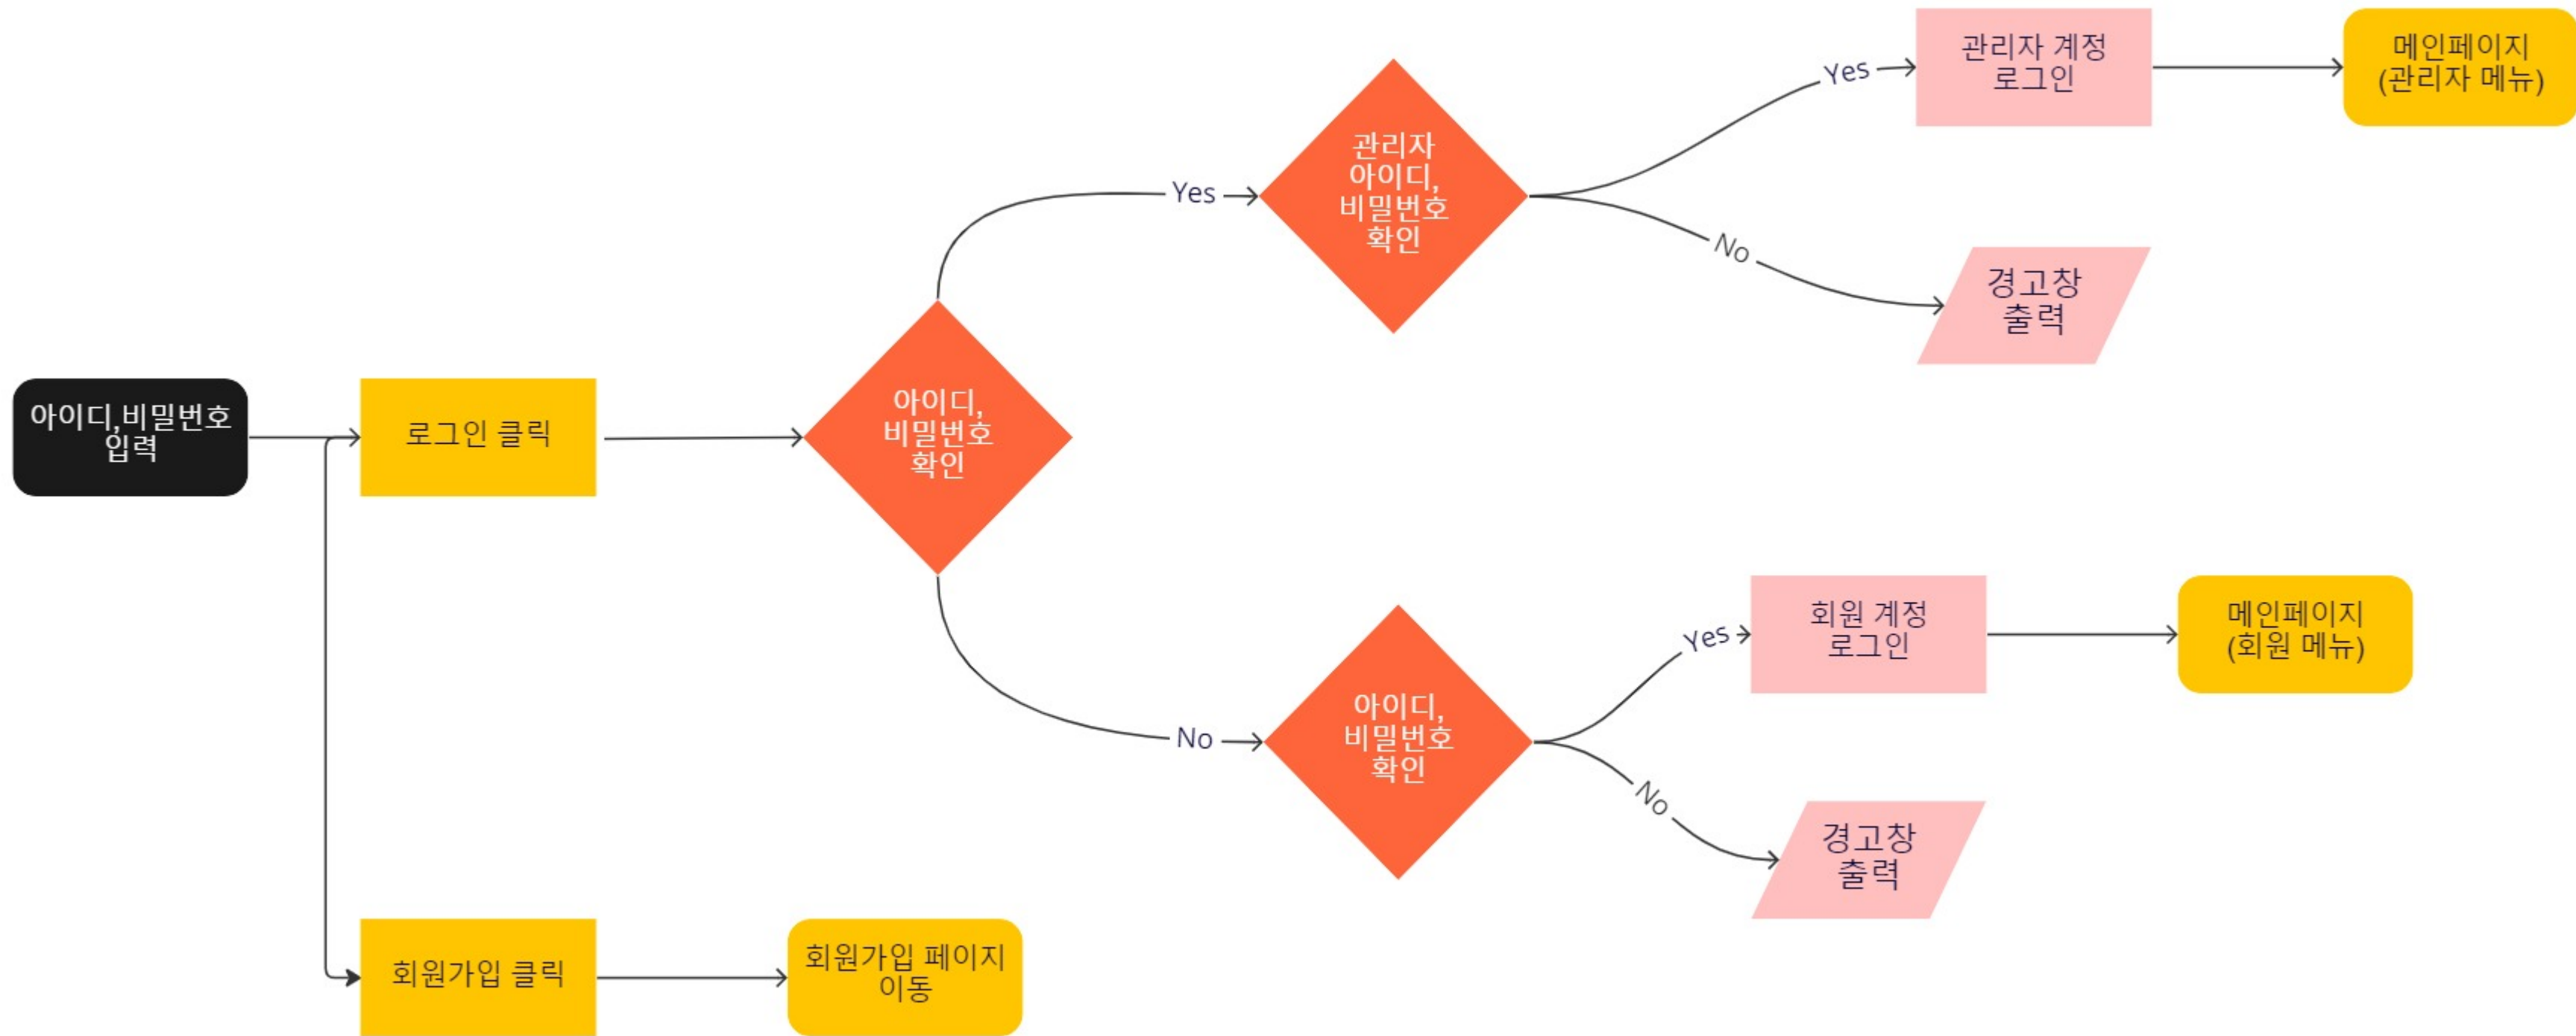 아이디,비밀번호
입력
로그인 클릭
아이디,
비밀번호
확인
Yes
관리자
아이디,
비밀번호
확인
Yes
관리자 계정
로그인
메인페이지
(관리자 메뉴)
No
경고창
출력
No
아이디,
비밀번호
확인
Yes
회원 계정
로그인
메인페이지
(회원 메뉴)
No
경고창
출력
회원가입 클릭
회원가입 페이지
이동